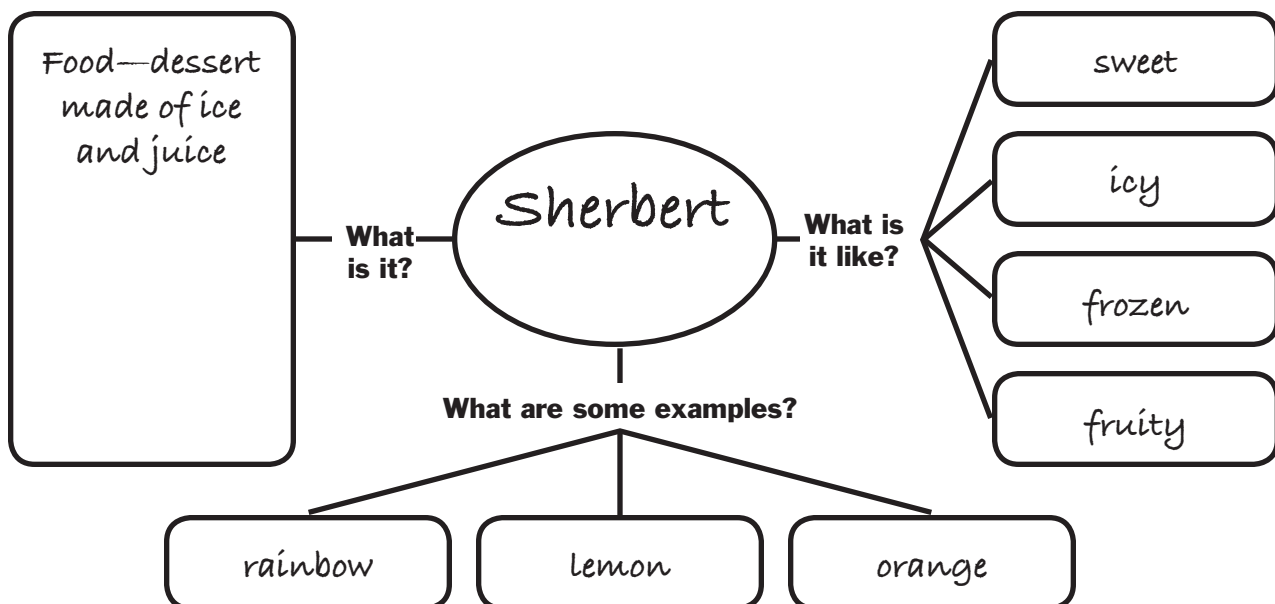 Food—dessert
made of ice
and juice
What
is it?
Sherbert
What is
it like?
sweet
icy
frozen
fruity
What are some examples?
rainbow
lemon
orange